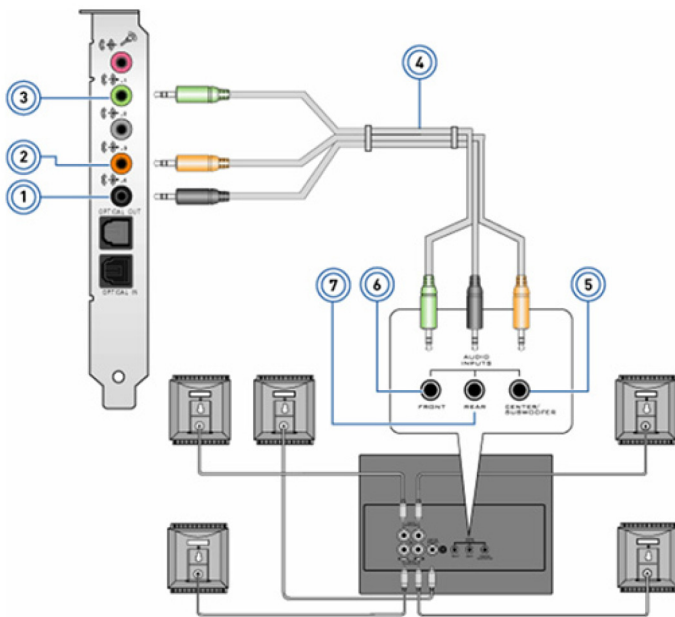 3
2
1
4
OPTICAL OUT
OPTICAL IN
7
6
5
AUDIO
INPUTS
FRONT
REAR
CENTER/
SUBWOOFER